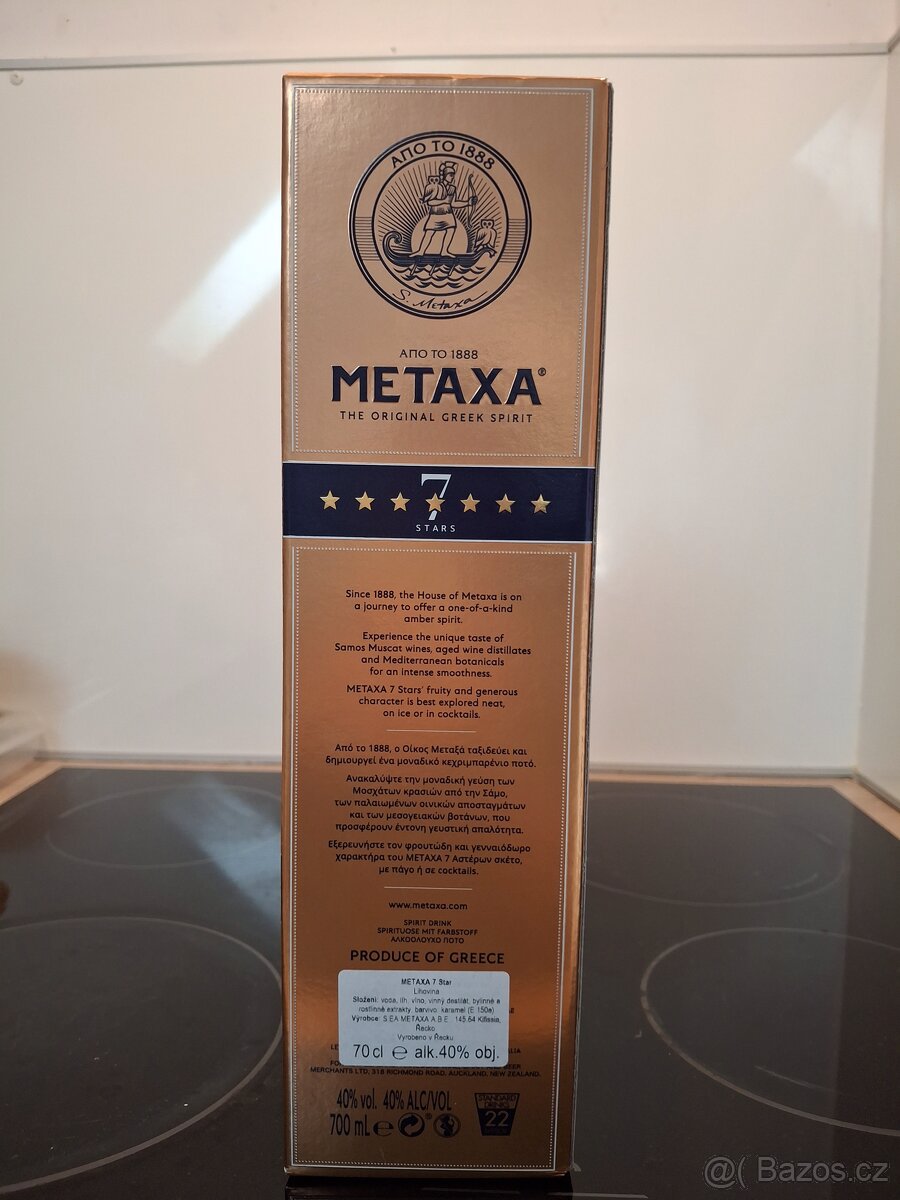 ΑΠΟ ΤΟ 1888
S. Metaxa
ΑΠΟ ΤΟ 1888
METAXA®
THE ORIGINAL GREEK SPIRIT
7
STARS
Since 1888, the House of Metaxa is on
a journey to offer a one-of-a-kind
amber spirit.
Experience the unique taste of
Samos Muscat wines, aged wine distillates
and Mediterranean botanicals
for an intense smoothness.
METAXA 7 Stars' fruity and generous
character is best explored neat,
on ice or in cocktails.
Από το 1888, ο Οίκος Μεταξά ταξιδεύει και
δημιουργεί ένα μοναδικό κεχριμπαρένιο ποτό.
Ανακαλύψτε την μοναδική γεύση των
Μοσχάτων κρασιών από την Σάμο,
των παλαιωμένων οινικών αποσταγμάτων
και των μεσογειακών βοτάνων, που
προσφέρουν έντονη γευστική απαλότητα.
Εξερευνήστε τον φρουτώδη και γενναιόδωρο
χαρακτήρα του METAXA 7 Αστέρων σκέτο,
με πάγο ή σε cocktails.
www.metaxa.com
SPIRIT DRINK
SPIRITUOSE MIT FARBSTOFF
ΑΛΚΟΟΛΟΥΧΟ ΠΟΤΟ
PRODUCE OF GREECE
METAXA 7 Star
Lihovina
Složení: voda, líh, víno, vinný destilát, bylinné a
rostlinné extrakty, barvivo: karamel (E 150a)
Výrobce: S.EA METAXA A.B.E. 145.64 Kifissia,
Řecko
Vyrobeno v Řecku
70cl ℮ alk.40% obj.
MERCHANTS LTD, 318 RICHMOND ROAD, AUCKLAND, NEW ZEALAND.
40% vol. 40% ALC/VOL
700 mL ℮
STANDARD
DRINKS
22
@( Bazos.cz